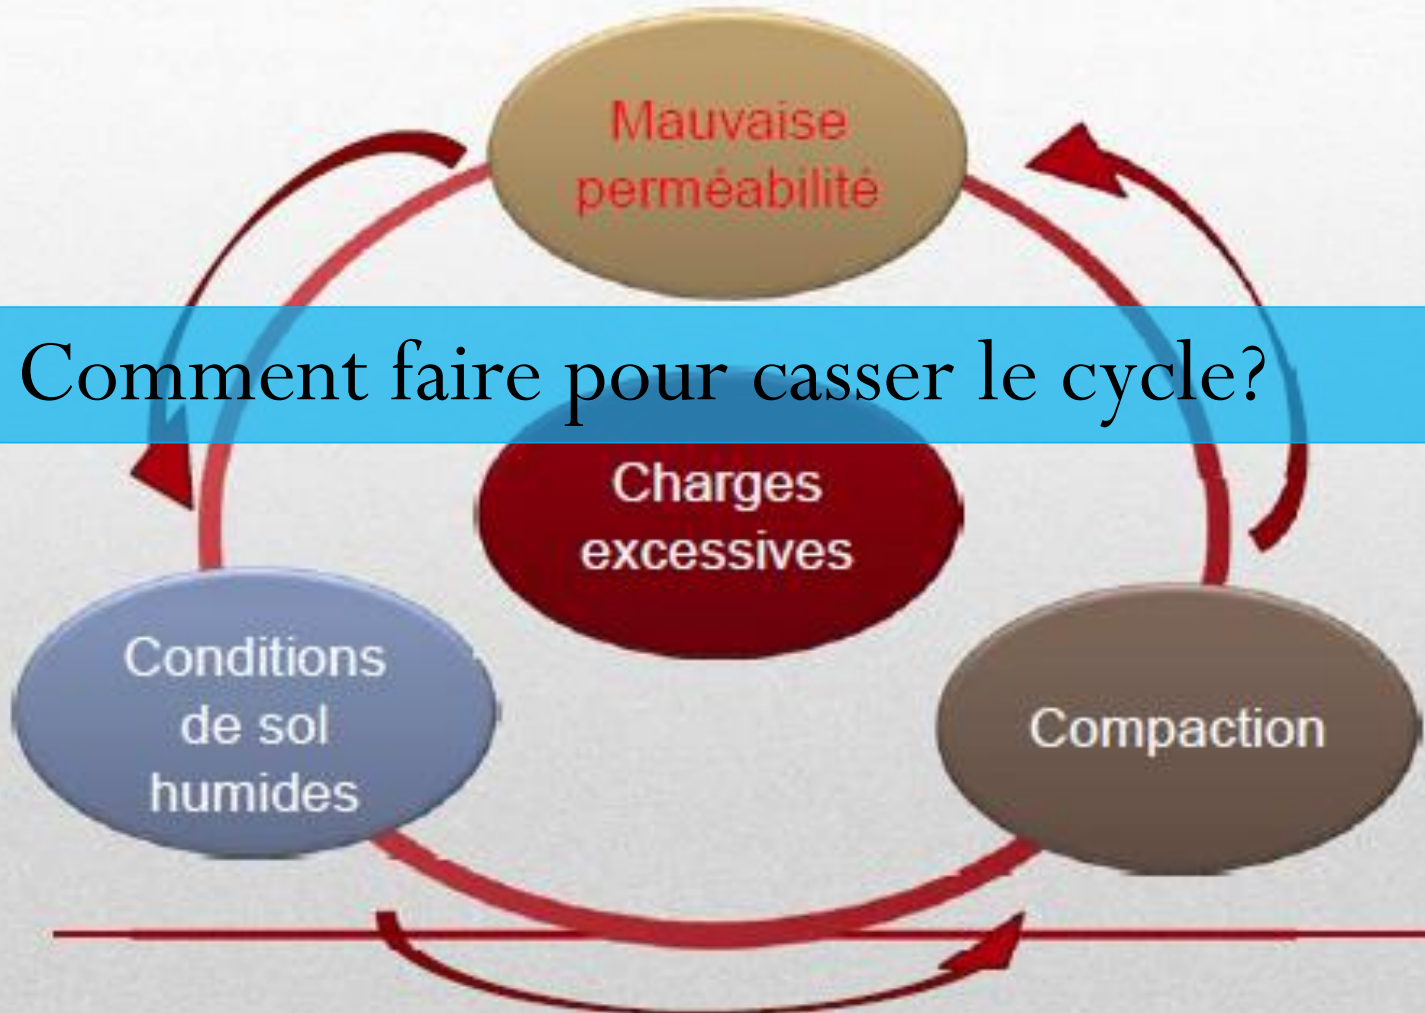 Mauvaise
perméabilité
Comment faire pour casser le cycle?
Charges
excessives
Conditions
de sol
humides
Compaction